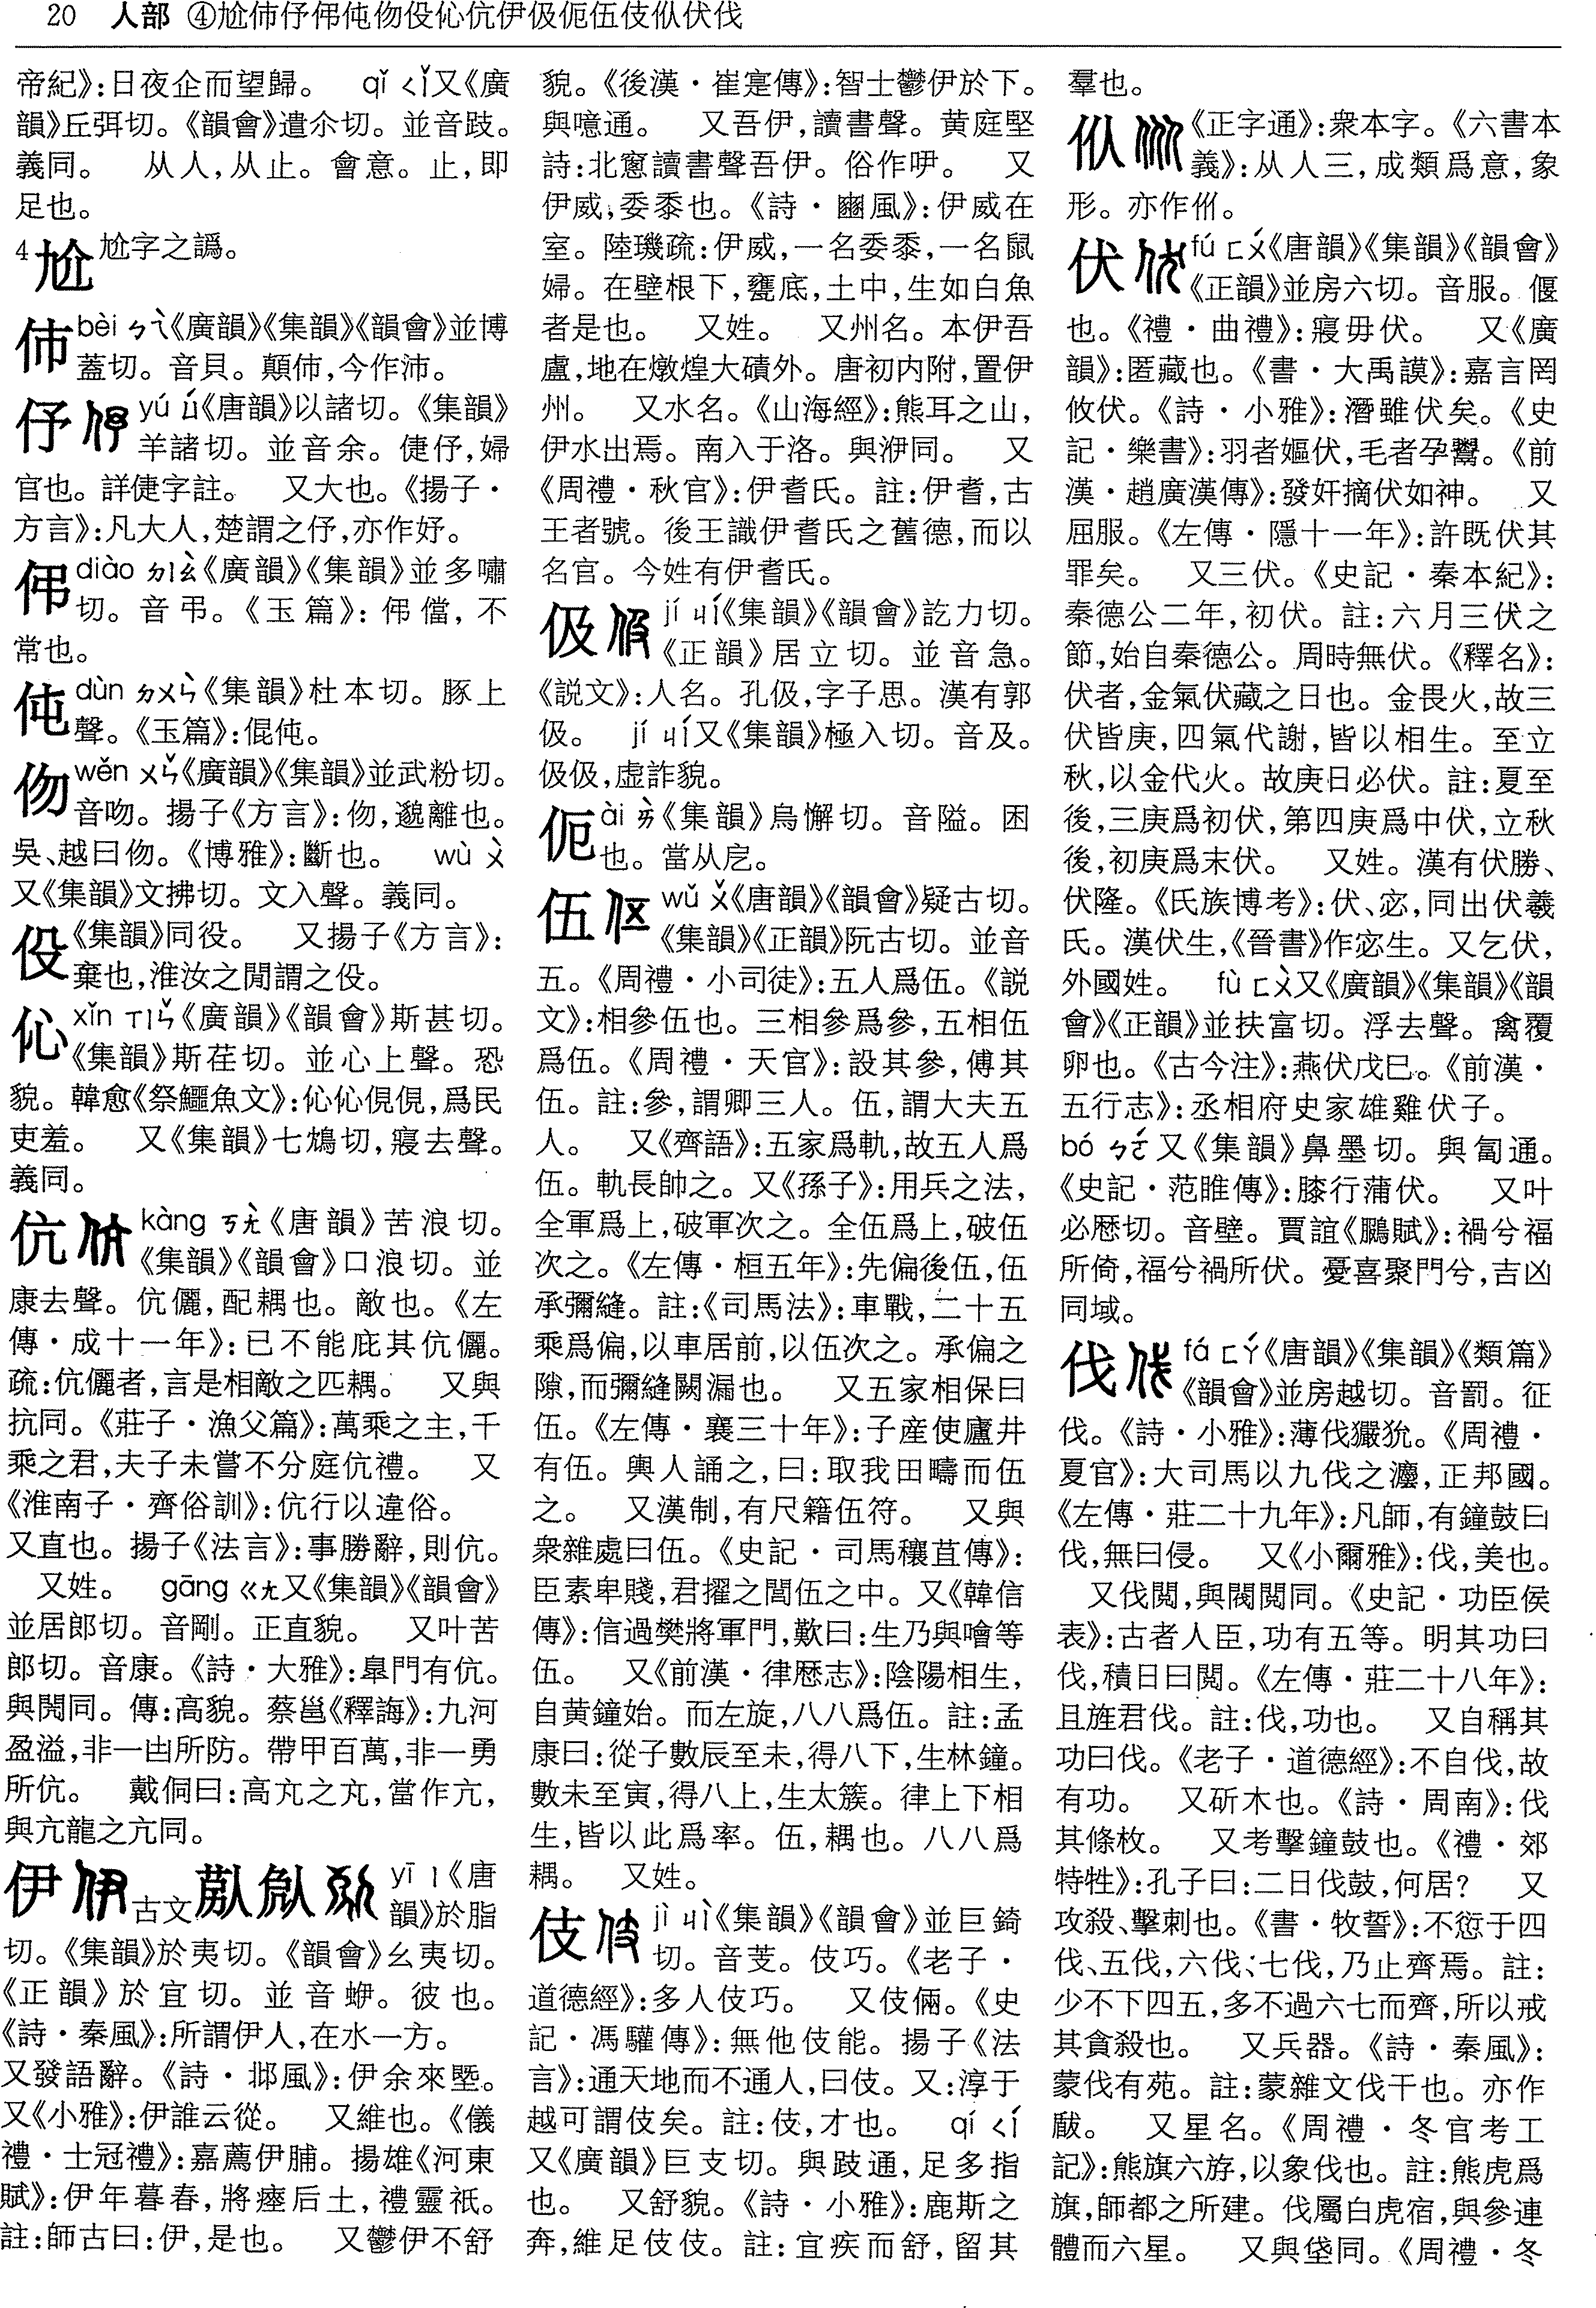 20 人部 ④尬伂伃佦伅伆伇伈伉伊伋伌伍伎㐺伏伐
帝紀》:日夜企而望歸。 qǐ ㄑㄧˇ又《廣
韻》丘弭切。《韻會》遣尒切。並音跂。
義同。 从人,从止。會意。止,即
足也。
4
尬字之譌。
伂 bèi ㄅㄟˋ《廣韻》《集韻》《韻會》並博
蓋切。音貝。顛伂,今作沛。
伃 yú ㄩˊ《唐韻》以諸切。《集韻》
羊諸切。並音余。倢伃,婦
官也。詳倢字註。 又大也。《揚子·
方言》:凡大人,楚謂之伃,亦作妤。
diào ㄉㄧㄠˋ《廣韻》《集韻》並多嘯
切。音弔。《玉篇》:儅,不
常也。
伅 dùn ㄉㄨㄣˋ《集韻》杜本切。豚上
聲。《玉篇》:倱伅。
伆 wěn ㄨㄣˇ《廣韻》《集韻》並武粉切。
音吻。揚子《方言》:伆,邈離也。
吳、越曰伆。《博雅》:斷也。 wù ㄨˋ
又《集韻》文拂切。文入聲。義同。
伇《集韻》同役。 又揚子《方言》:
棄也,淮汝之閒謂之伇。
伈 xǐn ㄒㄧㄣˇ《廣韻》《韻會》斯甚切。
《集韻》斯荏切。並心上聲。恐
貌。韓愈《祭鱷魚文》:伈伈俔俔,爲民
吏羞。 又《集韻》七鴆切,寢去聲。
義同。
伉 kàng ㄎㄤˋ《唐韻》苦浪切。
《集韻》《韻會》口浪切。並
康去聲。伉儷,配耦也。敵也。《左
傳·成十一年》:已不能庇其伉儷。
疏:伉儷者,言是相敵之匹耦。 又與
抗同。《莊子·漁父篇》:萬乘之主,千
乘之君,夫子未嘗不分庭伉禮。 又
《淮南子·齊俗訓》:伉行以違俗。
又直也。揚子《法言》:事勝辭,則伉。
又姓。 gāng ㄍㄤ又《集韻》《韻會》
並居郎切。音剛。正直貌。 又叶苦
郎切。音康。《詩·大雅》:臯門有伉。
與閌同。傳:高貌。蔡邕《釋誨》:九河
盈溢,非一凷所防。帶甲百萬,非一勇
所伉。 戴侗曰:高亢之亢,當作亢,
與亢龍之亢同。
伊 古文 yī ㄧ《唐
韻》於脂
切。《集韻》於夷切。《韻會》幺夷切。
《正韻》於宜切。並音蛜。彼也。
《詩·秦風》:所謂伊人,在水一方。
又發語辭。《詩·邶風》:伊余來墍。
又《小雅》:伊誰云從。 又維也。《儀
禮·士冠禮》:嘉薦伊脯。揚雄《河東
賦》:伊年暮春,將瘞后土,禮靈祇。
註:師古曰:伊,是也。 又鬱伊不舒
貌。《後漢·崔寔傳》:智士鬱伊於下。
與噫通。 又吾伊,讀書聲。黄庭堅
詩:北窻讀書聲吾伊。俗作咿。 又
伊威,委黍也。《詩·豳風》:伊威在
室。陸璣疏:伊威,一名委黍,一名鼠
婦。在壁根下,甕底,土中,生如白魚
者是也。 又姓。 又州名。本伊吾
盧,地在燉煌大磧外。唐初内附,置伊
州。 又水名。《山海經》:熊耳之山,
伊水出焉。南入于洛。與洢同。 又
《周禮·秋官》:伊耆氏。註:伊耆,古
王者號。後王識伊耆氏之舊德,而以
名官。今姓有伊耆氏。
伋 jí ㄐㄧˊ《集韻》《韻會》訖力切。
《正韻》居立切。並音急。
《説文》:人名。孔伋,字子思。漢有郭
伋。 jí ㄐㄧˊ又《集韻》極入切。音及。
伋伋,虚詐貌。
伌 ài ㄞˋ《集韻》烏懈切。音隘。困
也。當从戹。
伍 wǔ ㄨˇ《唐韻》《韻會》疑古切。
《集韻》《正韻》阮古切。並音
五。《周禮·小司徒》:五人爲伍。《説
文》:相參伍也。三相參爲參,五相伍
爲伍。《周禮·天官》:設其參,傅其
伍。註:參,謂卿三人。伍,謂大夫五
人。 又《齊語》:五家爲軌,故五人爲
伍。軌長帥之。又《孫子》:用兵之法,
全軍爲上,破軍次之。全伍爲上,破伍
次之。《左傳·桓五年》:先偏後伍,伍
承彌縫。註:《司馬法》:車戰,二十五
乘爲偏,以車居前,以伍次之。承偏之
隙,而彌縫闕漏也。 又五家相保曰
伍。《左傳·襄三十年》:子産使廬井
有伍。輿人誦之,曰:取我田疇而伍
之。 又漢制,有尺籍伍符。 又與
衆雜處曰伍。《史記·司馬穰苴傳》:
臣素卑賤,君擢之閭伍之中。又《韓信
傳》:信過樊將軍門,歎曰:生乃與噲等
伍。 又《前漢·律厯志》:陰陽相生,
自黄鐘始。而左旋,八八爲伍。註:孟
康曰:從子數辰至未,得八下,生林鐘。
數未至寅,得八上,生太簇。律上下相
生,皆以此爲率。伍,耦也。八八爲
耦。 又姓。
伎 jì ㄐㄧˋ《集韻》《韻會》並巨錡
切。音芰。伎巧。《老子·
道德經》:多人伎巧。 又伎倆。《史
記·馮驩傳》:無他伎能。揚子《法
言》:通天地而不通人,曰伎。又:淳于
越可謂伎矣。註:伎,才也。 qí ㄑㄧˊ
又《廣韻》巨支切。與跂通,足多指
也。 又舒貌。《詩·小雅》:鹿斯之
奔,維足伎伎。註:宜疾而舒,留其
羣也。
㐺《正字通》:衆本字。《六書本
義》:从人三,成類爲意,象
形。亦作㐺。
伏 fú ㄈㄨˊ《唐韻》《集韻》《韻會》
《正韻》並房六切。音服。偃
也。《禮·曲禮》:寢毋伏。 又《廣
韻》:匿藏也。《書·大禹謨》:嘉言罔
攸伏。《詩·小雅》:潛雖伏矣。《史
記·樂書》:羽者嫗伏,毛者孕鬻。《前
漢·趙廣漢傳》:發奸摘伏如神。 又
屈服。《左傳·隱十一年》:許既伏其
罪矣。 又三伏。《史記·秦本紀》:
秦德公二年,初伏。註:六月三伏之
節,始自秦德公。周時無伏。《釋名》:
伏者,金氣伏藏之日也。金畏火,故三
伏皆庚,四氣代謝,皆以相生。至立
秋,以金代火。故庚日必伏。註:夏至
後,三庚爲初伏,第四庚爲中伏,立秋
後,初庚爲末伏。 又姓。漢有伏勝、
伏隆。《氏族博考》:伏、宓,同出伏羲
氏。漢伏生,《晉書》作宓生。又乞伏,
外國姓。 fù ㄈㄨˋ又《廣韻》《集韻》《韻
會》《正韻》並扶富切。浮去聲。禽覆
卵也。《古今注》:燕伏戊巳。《前漢·
五行志》:丞相府史家雄雞伏子。
bó ㄅㄛˊ又《集韻》鼻墨切。與匐通。
《史記·范睢傳》:膝行蒲伏。 又叶
必厯切。音壁。賈誼《鵩賦》:禍兮福
所倚,福兮禍所伏。憂喜聚門兮,吉凶
同域。
伐 fá ㄈㄚˊ《唐韻》《集韻》《類篇》
《韻會》並房越切。音罰。征
伐。《詩·小雅》:薄伐玁狁。《周禮·
夏官》:大司馬以九伐之灋,正邦國。
《左傳·莊二十九年》:凡師,有鐘鼓曰
伐,無曰侵。 又《小爾雅》:伐,美也。
又伐閲,與閥閲同。《史記·功臣侯
表》:古者人臣,功有五等。明其功曰
伐,積日曰閲。《左傳·莊二十八年》:
且旌君伐。註:伐,功也。 又自稱其
功曰伐。《老子·道德經》:不自伐,故
有功。 又斫木也。《詩·周南》:伐
其條枚。 又考擊鐘鼓也。《禮·郊
特牲》:孔子曰:二日伐鼓,何居? 又
攻殺、擊刺也。《書·牧誓》:不愆于四
伐、五伐,六伐、七伐,乃止齊焉。註:
少不下四五,多不過六七而齊,所以戒
其貪殺也。 又兵器。《詩·秦風》:
蒙伐有苑。註:蒙雜文伐干也。亦作
瞂。 又星名。《周禮·冬官考工
記》:熊旗六斿,以象伐也。註:熊虎爲
旗,師都之所建。伐屬白虎宿,與參連
體而六星。 又與垡同。《周禮·冬